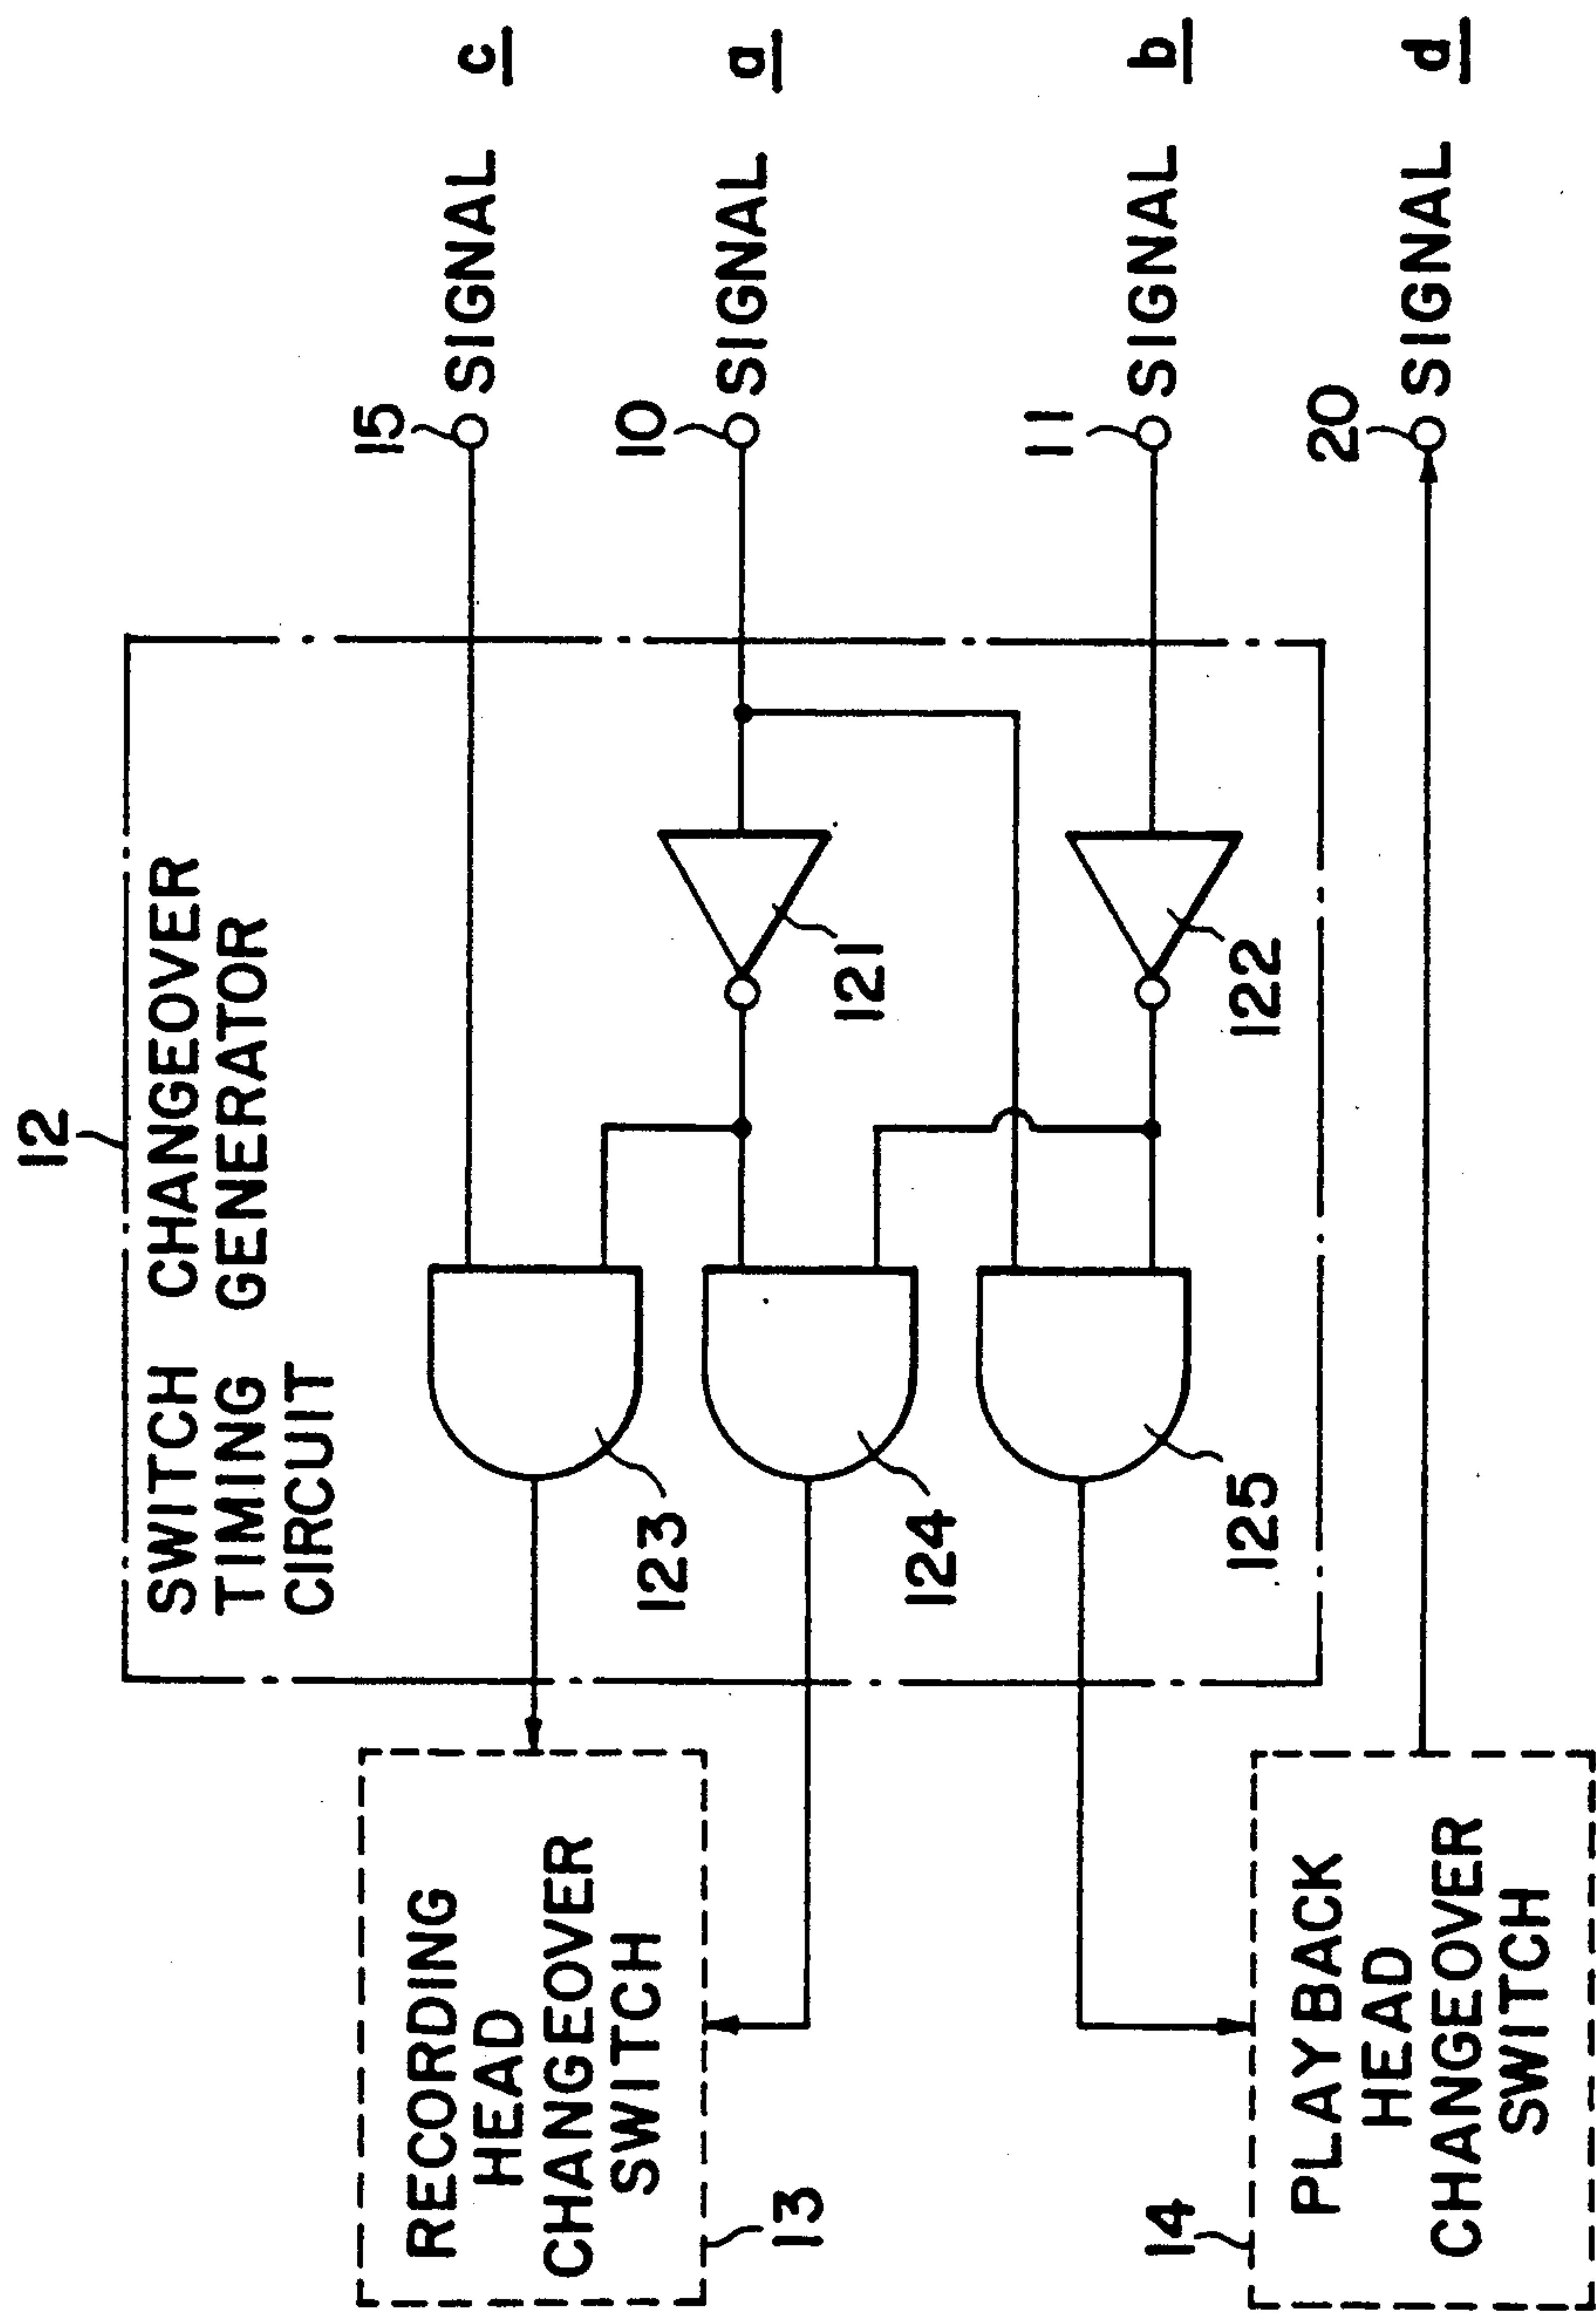 12
SWITCH CHANGEOVER
TIMING GENERATOR
CIRCUIT
RECORDING
HEAD
CHANGEOVER
SWITCH
13
123
15
SIGNAL c
121
10
SIGNAL a
124
122
11
SIGNAL b
125
14
PLAYBACK
HEAD
CHANGEOVER
SWITCH
20
SIGNAL d